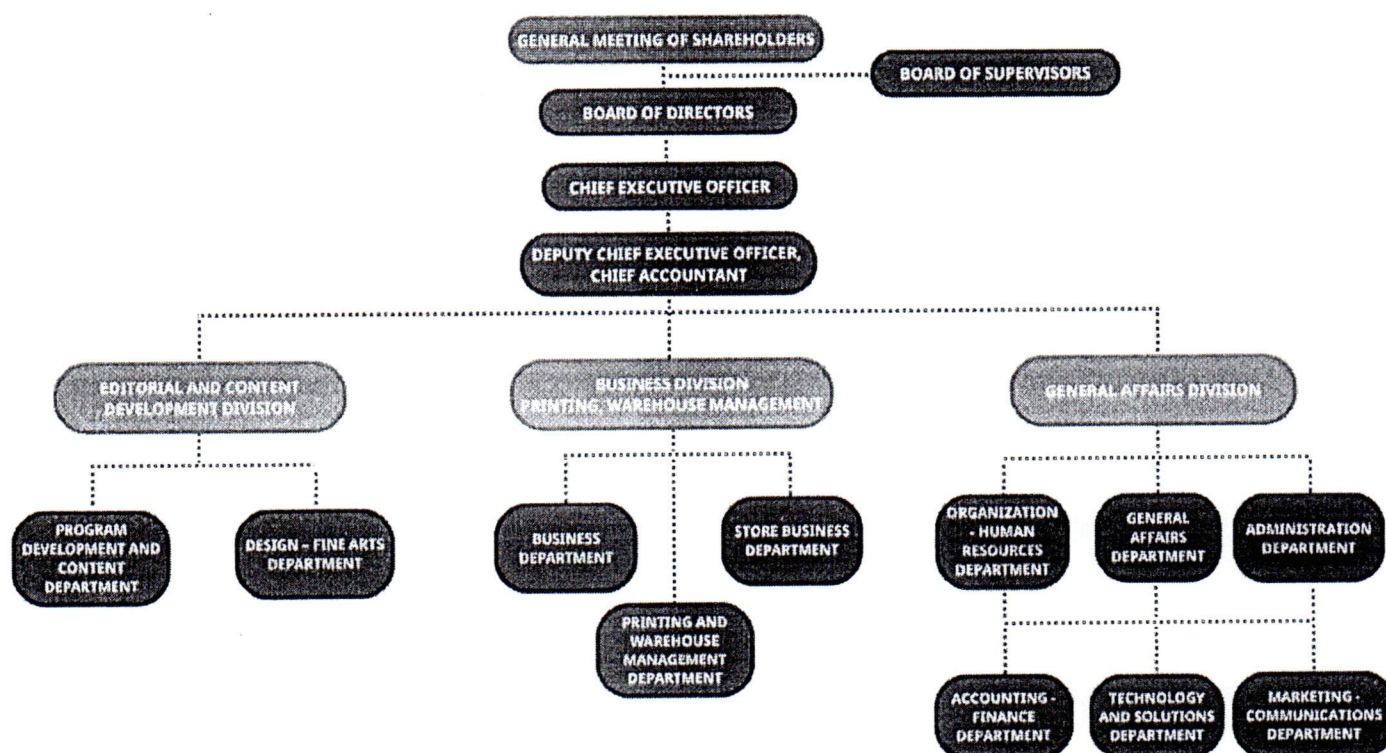 GENERAL MEETING OF SHAREHOLDERS
BOARD OF SUPERVISORS
BOARD OF DIRECTORS
CHIEF EXECUTIVE OFFICER
DEPUTY CHIEF EXECUTIVE OFFICER,
CHIEF ACCOUNTANT
EDITORIAL AND CONTENT
DEVELOPMENT DIVISION
BUSINESS DIVISION
PRINTING, WAREHOUSE MANAGEMENT
GENERAL AFFAIRS DIVISION
PROGRAM
DEVELOPMENT AND
CONTENT
DEPARTMENT
DESIGN – FINE ARTS
DEPARTMENT
BUSINESS
DEPARTMENT
PRINTING AND
WAREHOUSE
MANAGEMENT
DEPARTMENT
STORE BUSINESS
DEPARTMENT
ORGANIZATION
- HUMAN
RESOURCES
DEPARTMENT
GENERAL
AFFAIRS
DEPARTMENT
ADMINISTRATION
DEPARTMENT
ACCOUNTING -
FINANCE
DEPARTMENT
TECHNOLOGY
AND SOLUTIONS
DEPARTMENT
MARKETING -
COMMUNICATIONS
DEPARTMENT